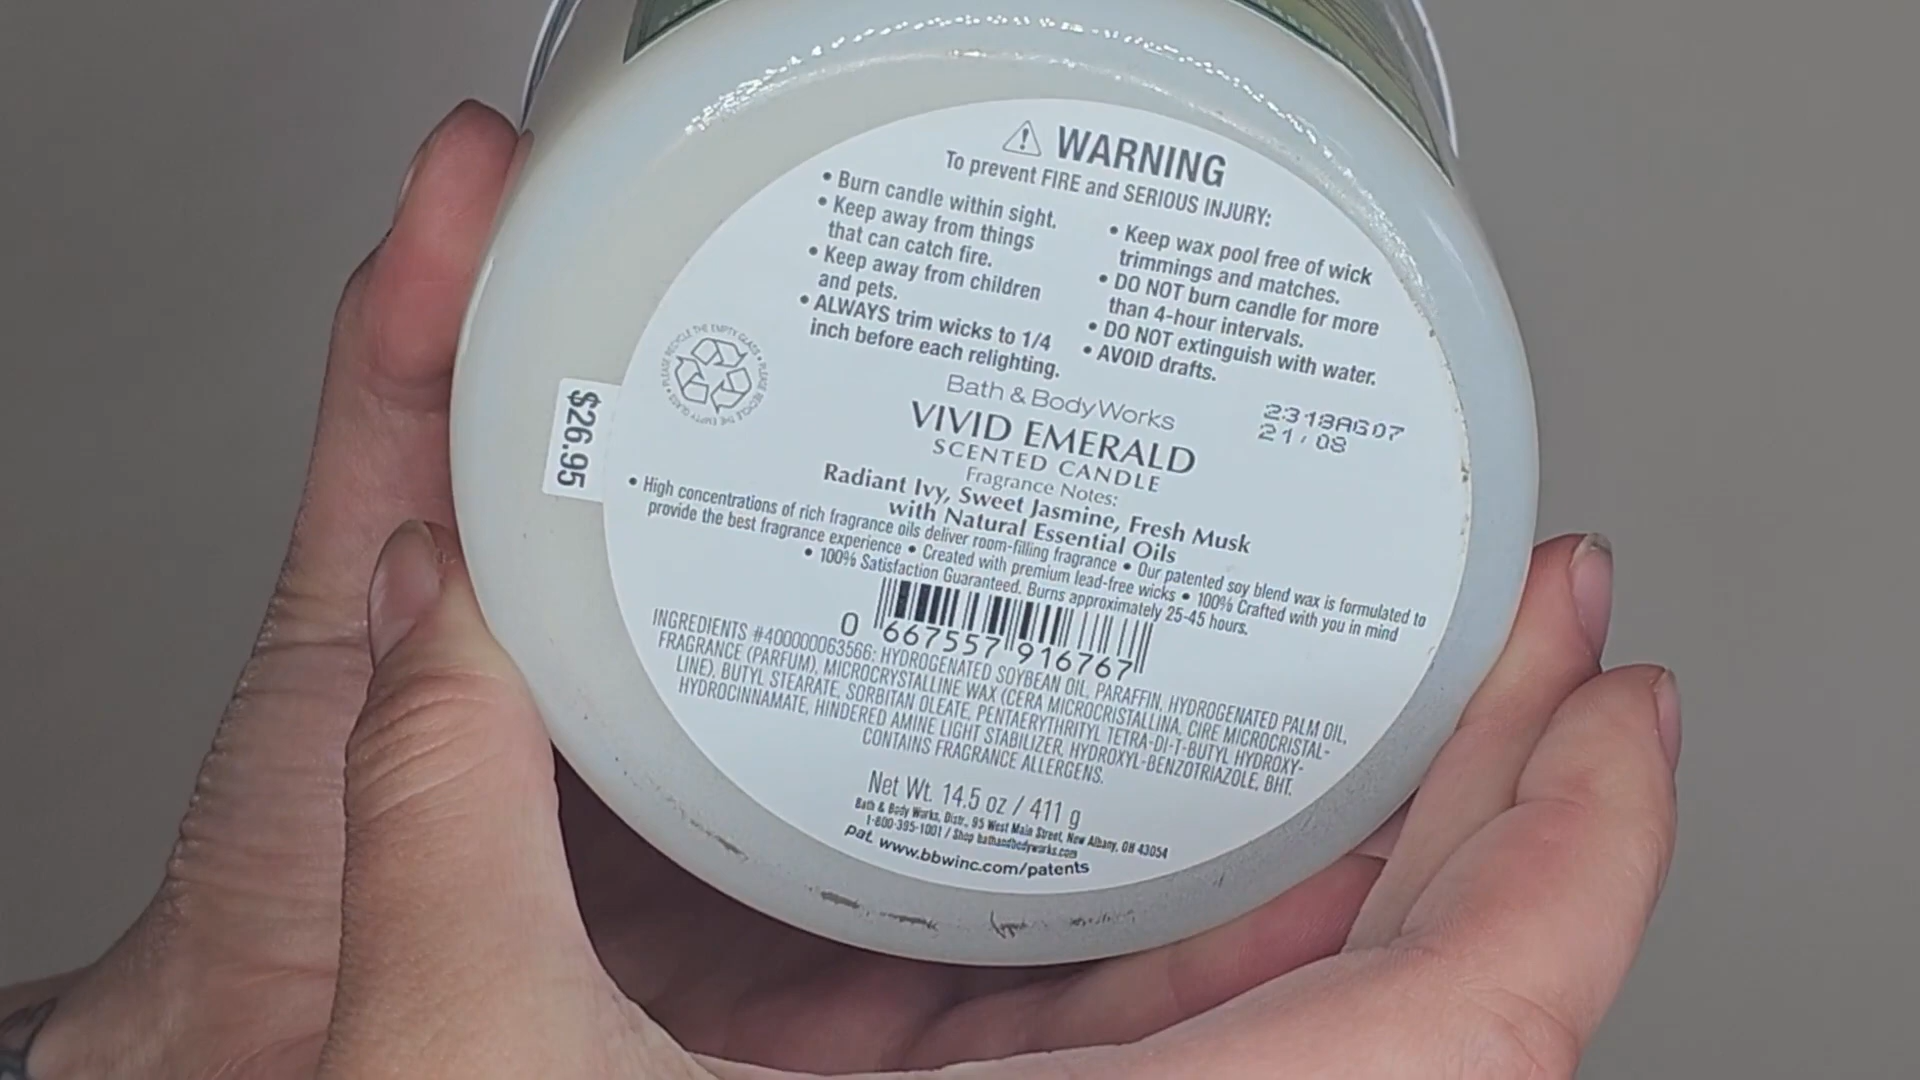 WARNING
To prevent FIRE and SERIOUS INJURY:
• Burn candle within sight.
• Keep away from things
that can catch fire.
• Keep away from children
and pets.
• ALWAYS trim wicks to 1/4
inch before each relighting.
• Keep wax pool free of wick
trimmings and matches.
• DO NOT burn candle for more
than 4-hour intervals.
• DO NOT extinguish with water.
• AVOID drafts.
PLEASE RECYCLE THE EMPTY GLASS • PLEASE RECYCLE THE EMPTY GLASS •
$26.95
Bath & Body Works
VIVID EMERALD
SCENTED CANDLE
2318AG07
21/08
Fragrance Notes:
Radiant Ivy, Sweet Jasmine, Fresh Musk
with Natural Essential Oils
• High concentrations of rich fragrance oils deliver room-filling fragrance • Our patented soy blend wax is formulated to
provide the best fragrance experience • Created with premium lead-free wicks • 100% Crafted with you in mind
• 100% Satisfaction Guaranteed. Burns approximately 25-45 hours.
0 667557 916767
INGREDIENTS #400000063566: HYDROGENATED SOYBEAN OIL, PARAFFIN, HYDROGENATED PALM OIL,
FRAGRANCE (PARFUM), MICROCRYSTALLINE WAX (CERA MICROCRISTALLINA, CIRE MICROCRISTAL-
LINE), BUTYL STEARATE, SORBITAN OLEATE, PENTAERYTHRITYL TETRA-DI-T-BUTYL HYDROXY-
HYDROCINNAMATE, HINDERED AMINE LIGHT STABILIZER, HYDROXYL-BENZOTRIAZOLE, BHT.
CONTAINS FRAGRANCE ALLERGENS.
Net Wt. 14.5 oz / 411 g
Bath & Body Works, Distr., 95 West Main Street, New Albany, OH 43054
1-800-395-1001 / Shop bathandbodyworks.com
pat. www.bbwinc.com/patents